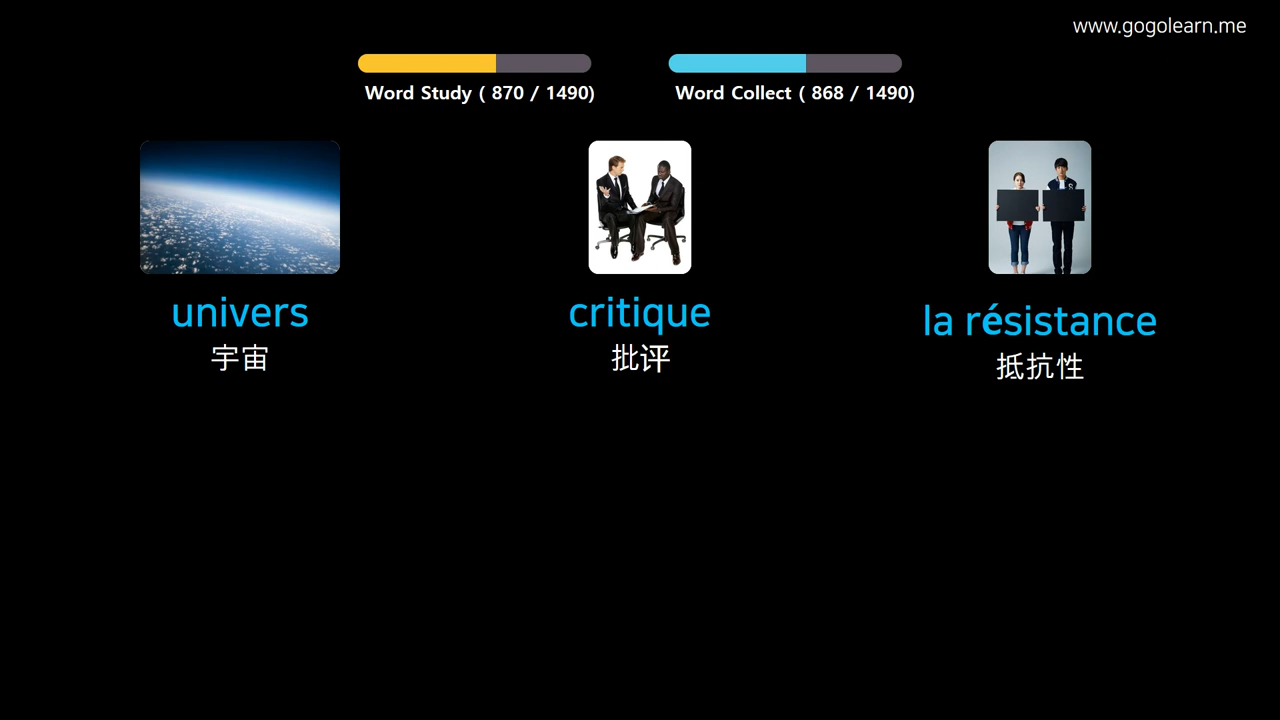 www.gogolearn.me
Word Study ( 870 / 1490)
Word Collect ( 868 / 1490)
univers
宇宙
critique
批评
la résistance
抵抗性